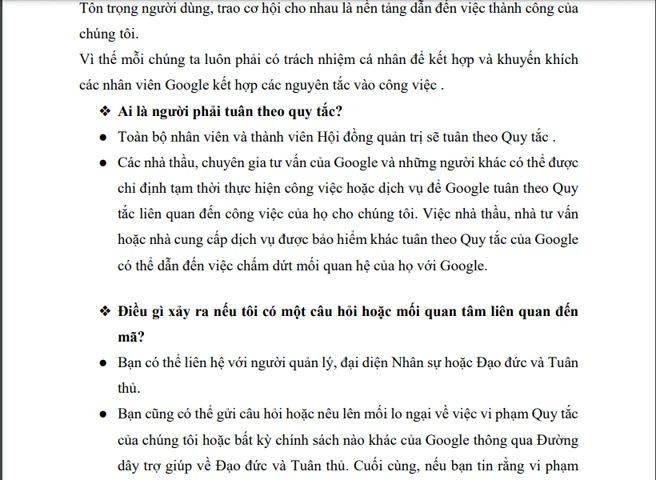 Tôn trọng người dùng, trao cơ hội cho nhau là nền tảng dẫn đến việc thành công của
chúng tôi.
Vì thế mỗi chúng ta luôn phải có trách nhiệm cá nhân để kết hợp và khuyến khích
các nhân viên Google kết hợp các nguyên tắc vào công việc .
❖ Ai là người phải tuân theo quy tắc?
● Toàn bộ nhân viên và thành viên Hội đồng quản trị sẽ tuân theo Quy tắc .
● Các nhà thầu, chuyên gia tư vấn của Google và những người khác có thể được
chỉ định tạm thời thực hiện công việc hoặc dịch vụ để Google tuân theo Quy
tắc liên quan đến công việc của họ cho chúng tôi. Việc nhà thầu, nhà tư vấn
hoặc nhà cung cấp dịch vụ được bảo hiểm khác tuân theo Quy tắc của Google
có thể dẫn đến việc chấm dứt mối quan hệ của họ với Google.
❖ Điều gì xảy ra nếu tôi có một câu hỏi hoặc mối quan tâm liên quan đến
mã?
● Bạn có thể liên hệ với người quản lý, đại diện Nhân sự hoặc Đạo đức và Tuân
thủ.
● Bạn cũng có thể gửi câu hỏi hoặc nêu lên mối lo ngại về việc vi phạm Quy tắc
của chúng tôi hoặc bất kỳ chính sách nào khác của Google thông qua Đường
dây trợ giúp về Đạo đức và Tuân thủ. Cuối cùng, nếu bạn tin rằng vi phạm